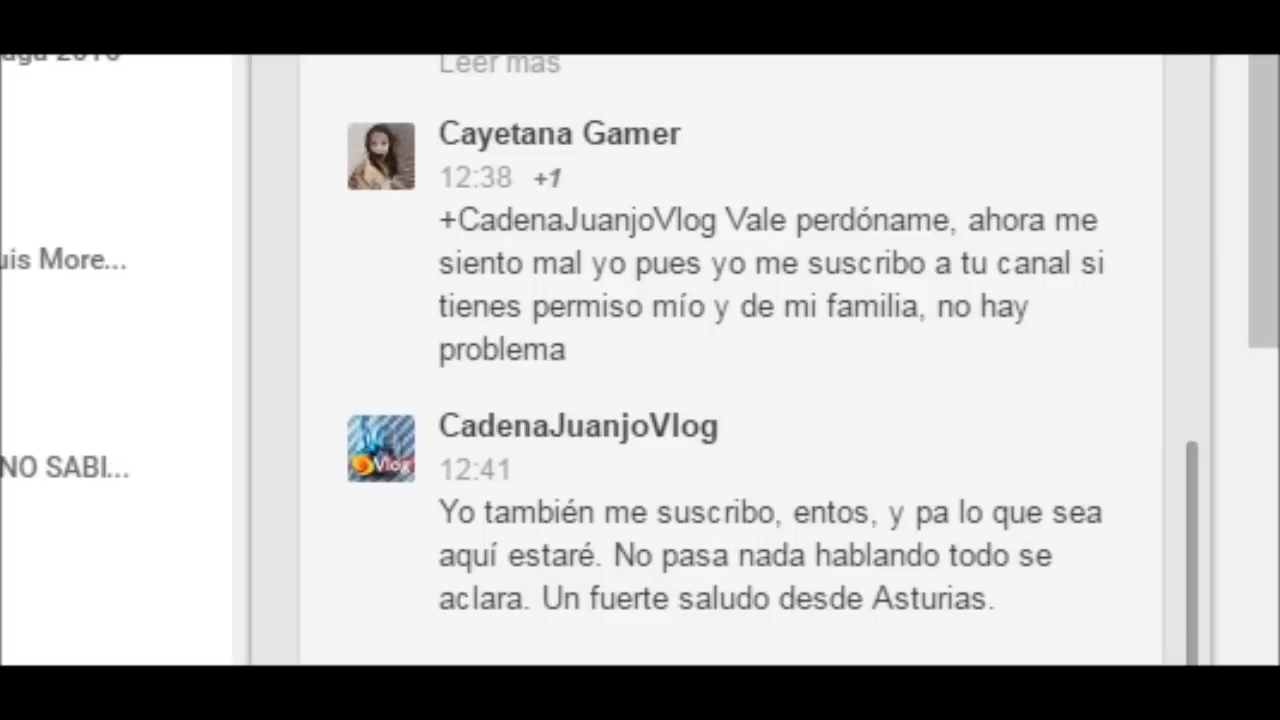 Leer más
Cayetana Gamer
12:38 +1
+CadenaJuanjoVlog Vale perdóname, ahora me
siento mal yo pues yo me suscribo a tu canal si
tienes permiso mío y de mi familia, no hay
problema
uis More...
CadenaJuanjoVlog
12:41
Vlog
Yo también me suscribo, entos, y pa lo que sea
aquí estaré. No pasa nada hablando todo se
aclara. Un fuerte saludo desde Asturias.
NO SABI...